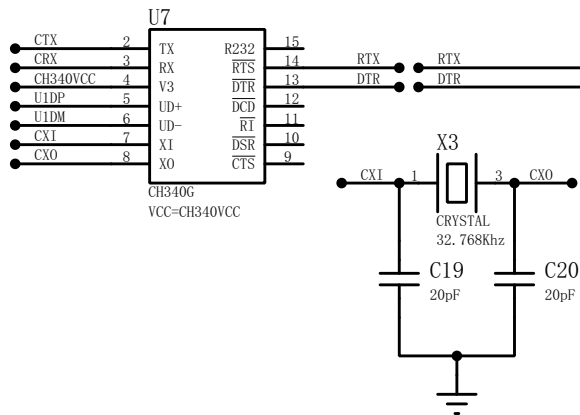 U7
CTX 2 TX R232 15
CRX 3 RX RTS 14 RTX RTX
CH340VCC 4 V3 DTR 13 DTR DTR
U1DP 5 UD+ DCD 12
U1DM 6 UD- RI 11
CXI 7 XI DSR 10
CXO 8 XO CTS 9
CH340G
VCC=CH340VCC
X3
CXI 1 3 CXO
CRYSTAL
32.768Khz
C19 C20
20pF 20pF